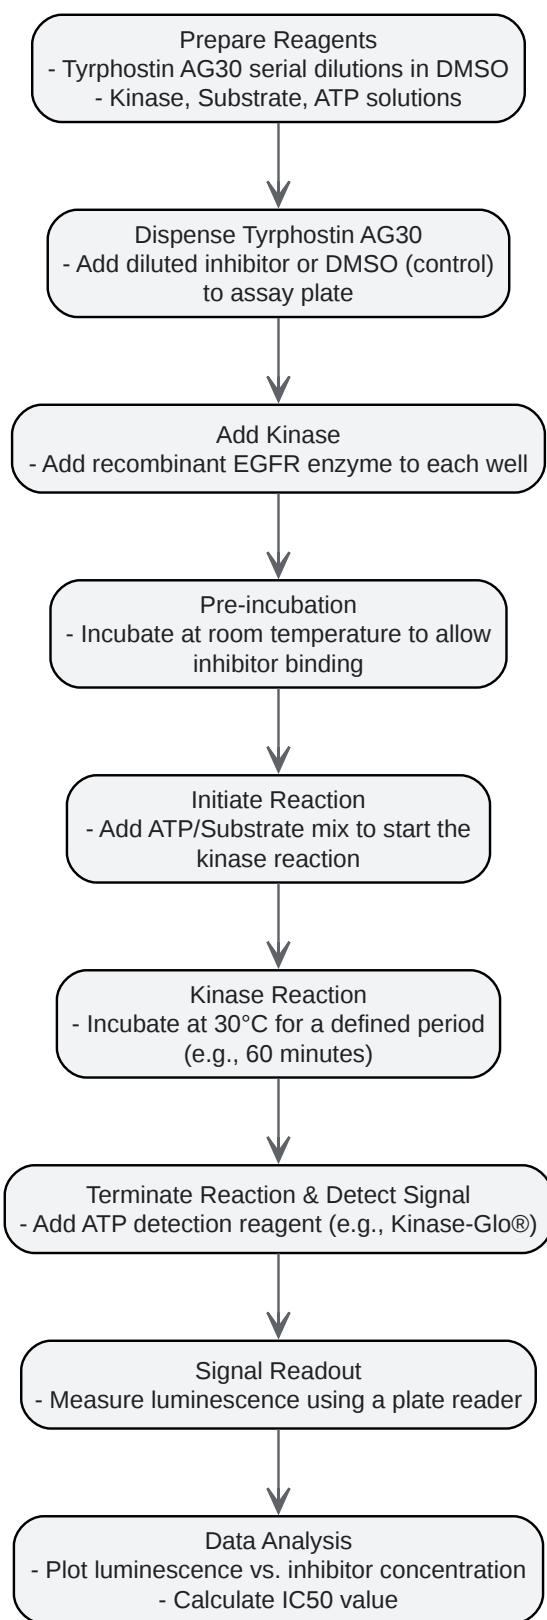 Prepare Reagents
- Tyrphostin AG30 serial dilutions in DMSO
- Kinase, Substrate, ATP solutions
Dispense Tyrphostin AG30
- Add diluted inhibitor or DMSO (control)
to assay plate
Add Kinase
- Add recombinant EGFR enzyme to each well
Pre-incubation
- Incubate at room temperature to allow
inhibitor binding
Initiate Reaction
- Add ATP/Substrate mix to start the
kinase reaction
Kinase Reaction
- Incubate at 30°C for a defined period
(e.g., 60 minutes)
Terminate Reaction & Detect Signal
- Add ATP detection reagent (e.g., Kinase-Glo®)
Signal Readout
- Measure luminescence using a plate reader
Data Analysis
- Plot luminescence vs. inhibitor concentration
- Calculate IC50 value